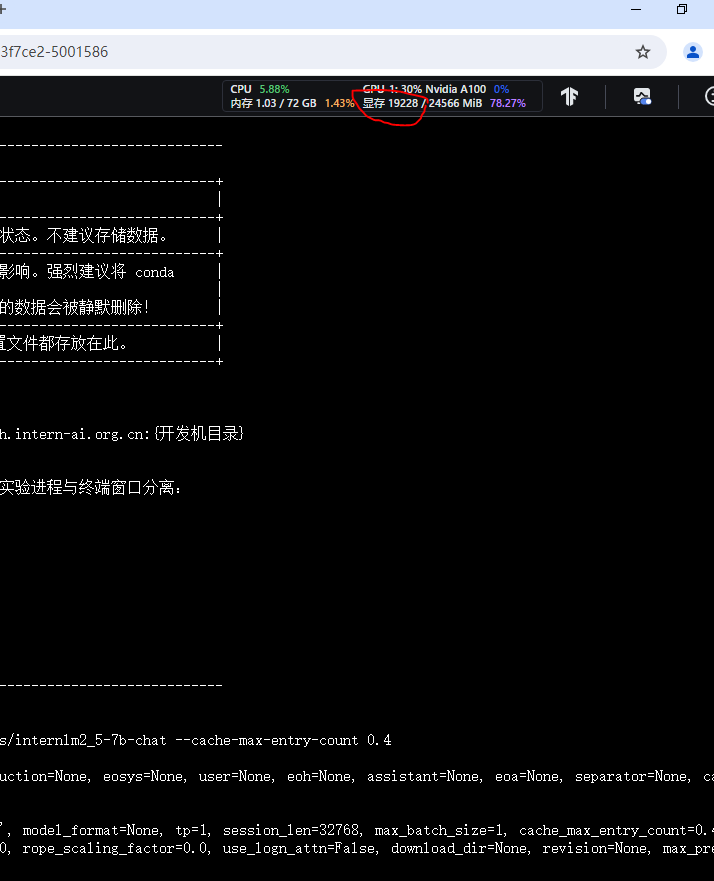 3f7ce2-5001586
CPU 5.88% GPU-1: 30% Nvidia A100 0%
内存 1.03 / 72 GB 1.43% 显存 19228 / 24566 MiB 78.27%
-----------------------------
----------------------------+
|
----------------------------+
状态。不建议存储数据。 |
----------------------------+
影响。强烈建议将 conda |
|
的数据会被静默删除! |
----------------------------+
置文件都存放在此。 |
----------------------------+
h.intern-ai.org.cn:{开发机目录}
实验进程与终端窗口分离:
-----------------------------
s/internlm2_5-7b-chat --cache-max-entry-count 0.4
uction=None, eosys=None, user=None, eoh=None, assistant=None, eoa=None, separator=None, ca
', model_format=None, tp=1, session_len=32768, max_batch_size=1, cache_max_entry_count=0.4
0, rope_scaling_factor=0.0, use_logn_attn=False, download_dir=None, revision=None, max_pre